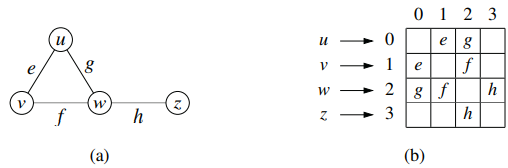 u
e g
v w z
f h
(a)
0 1 2 3
u 0 e g
v 1 e f
w 2 g f h
z 3 h
(b)